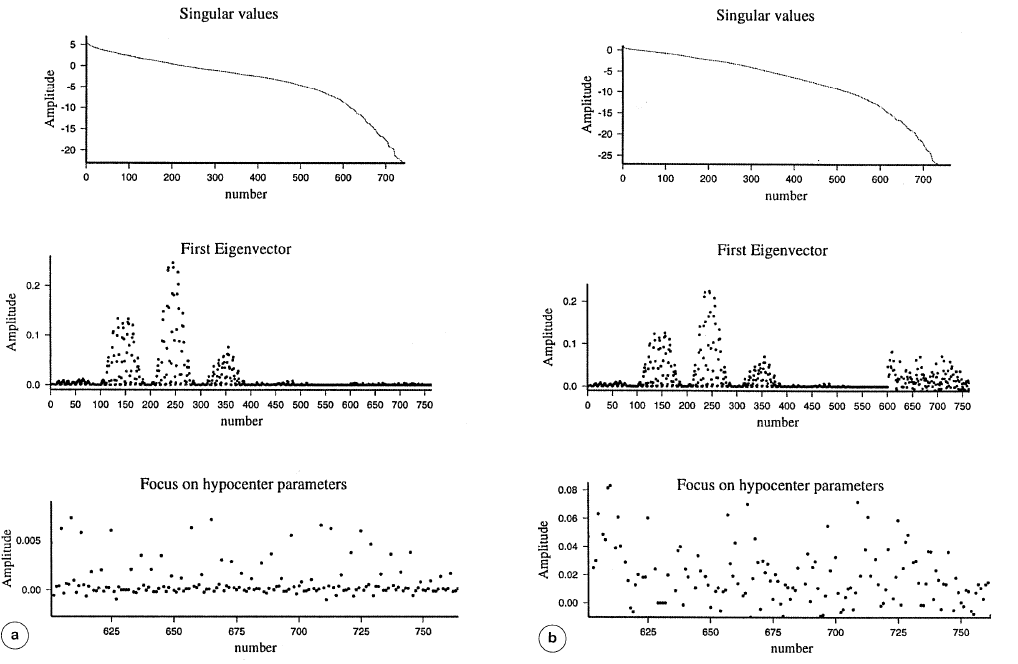 Singular values
5
0
-5
-10
-15
-20
Amplitude
0 100 200 300 400 500 600 700
number
First Eigenvector
0.2
0.1
0.0
Amplitude
0 50 100 150 200 250 300 350 400 450 500 550 600 650 700 750
number
Focus on hypocenter parameters
0.005
0.00
Amplitude
625 650 675 700 725 750
number
a
Singular values
0
-5
-10
-15
-20
-25
Amplitude
0 100 200 300 400 500 600 700
number
First Eigenvector
0.2
0.1
0.0
Amplitude
0 50 100 150 200 250 300 350 400 450 500 550 600 650 700 750
number
Focus on hypocenter parameters
0.08
0.06
0.04
0.02
0.00
Amplitude
625 650 675 700 725 750
number
b